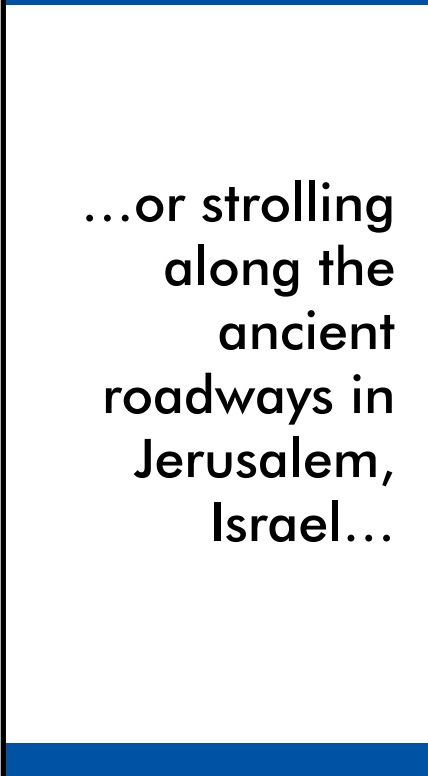 ...or strolling
along the
ancient
roadways in
Jerusalem,
Israel...